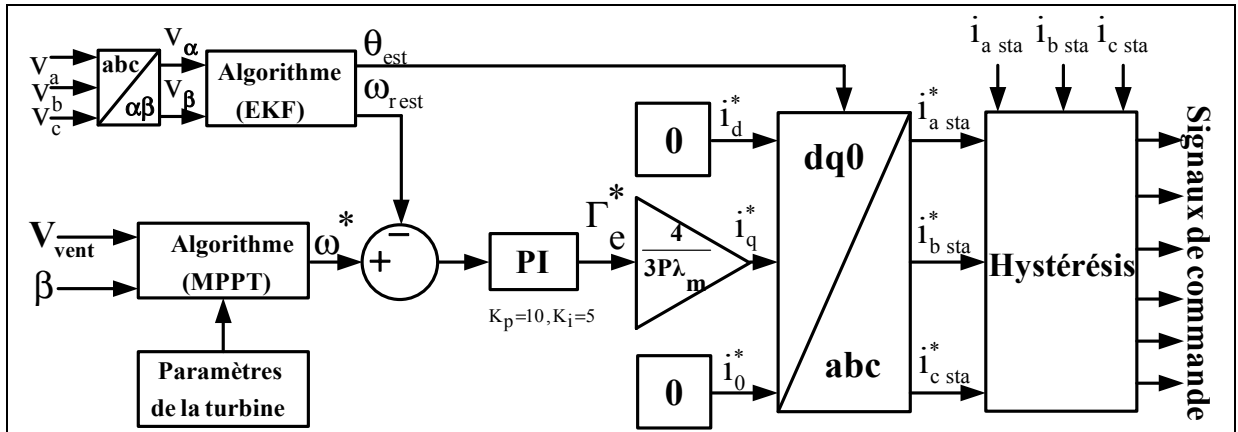 v_a
v_b
v_c
abc
αβ
v_α
v_β
Algorithme
(EKF)
θ_est
ω_r est
V_vent
β
Algorithme
(MPPT)
ω*
Paramètres
de la turbine
−
+
PI
K_p=10, K_i=5
Γ_e*
4
3Pλ_m
0
i_d*
i_q*
0
i_0*
dq0
abc
i_a sta*
i_b sta*
i_c sta*
i_a sta
i_b sta
i_c sta
Hystérésis
Signaux de commande